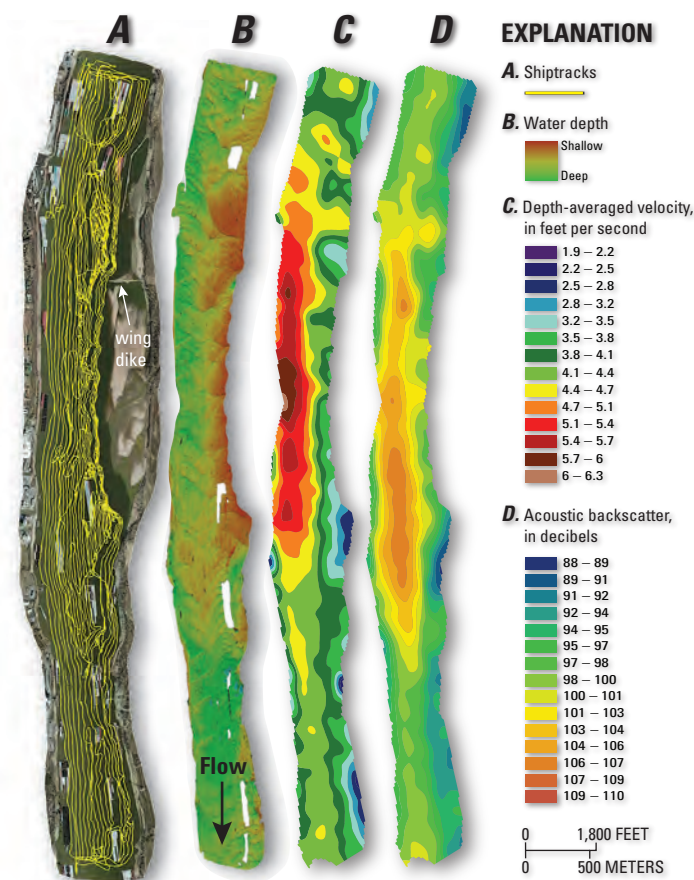 A B C D
EXPLANATION
A. Shiptracks
B. Water depth
Shallow
Deep
C. Depth-averaged velocity,
in feet per second
1.9 – 2.2
2.2 – 2.5
2.5 – 2.8
2.8 – 3.2
3.2 – 3.5
3.5 – 3.8
3.8 – 4.1
4.1 – 4.4
4.4 – 4.7
4.7 – 5.1
5.1 – 5.4
5.4 – 5.7
5.7 – 6
6 – 6.3
D. Acoustic backscatter,
in decibels
88 – 89
89 – 91
91 – 92
92 – 94
94 – 95
95 – 97
97 – 98
98 – 100
100 – 101
101 – 103
103 – 104
104 – 106
106 – 107
107 – 109
109 – 110
0 1,800 FEET
0 500 METERS
wing
dike
Flow